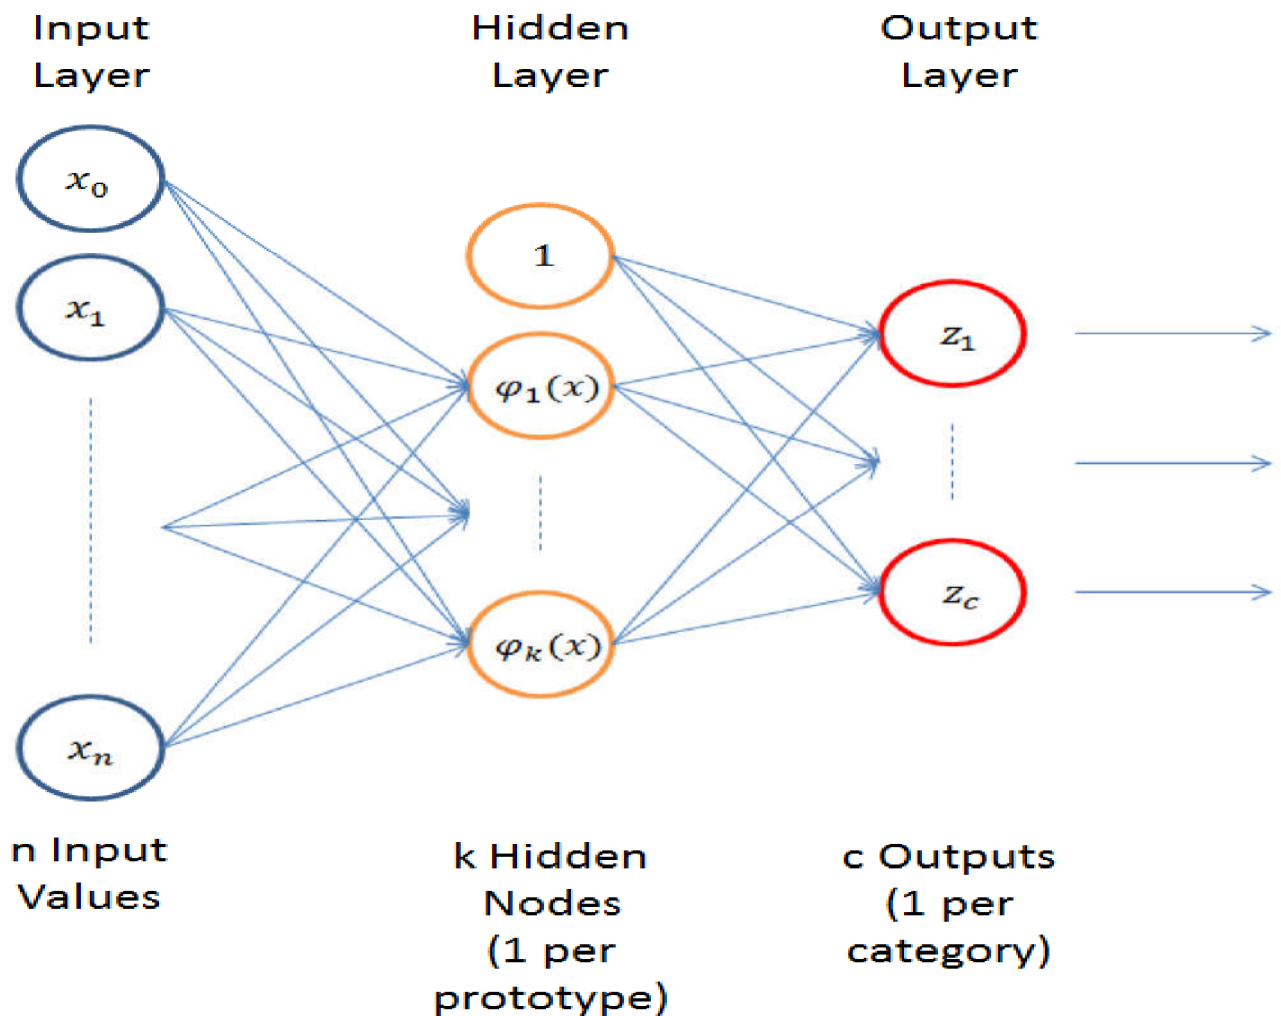 Input
Layer
Hidden
Layer
Output
Layer
x₀
x₁
xₙ
1
φ₁(x)
φₖ(x)
z₁
z_c
n Input
Values
k Hidden
Nodes
(1 per
prototype)
c Outputs
(1 per
category)